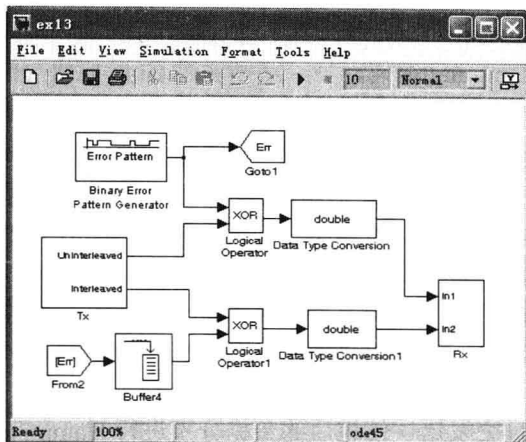 ex13
File Edit View Simulation Format Tools Help
10 Normal
Error Pattern
Binary Error
Pattern Generator
Err
Goto1
XOR
Logical
Operator
double
Data Type Conversion
Uninterleaved
Interleaved
Tx
In1
In2
Rx
XOR
Logical
Operator1
double
Data Type Conversion1
[Err]
From2
Buffer4
Ready 100% ode45